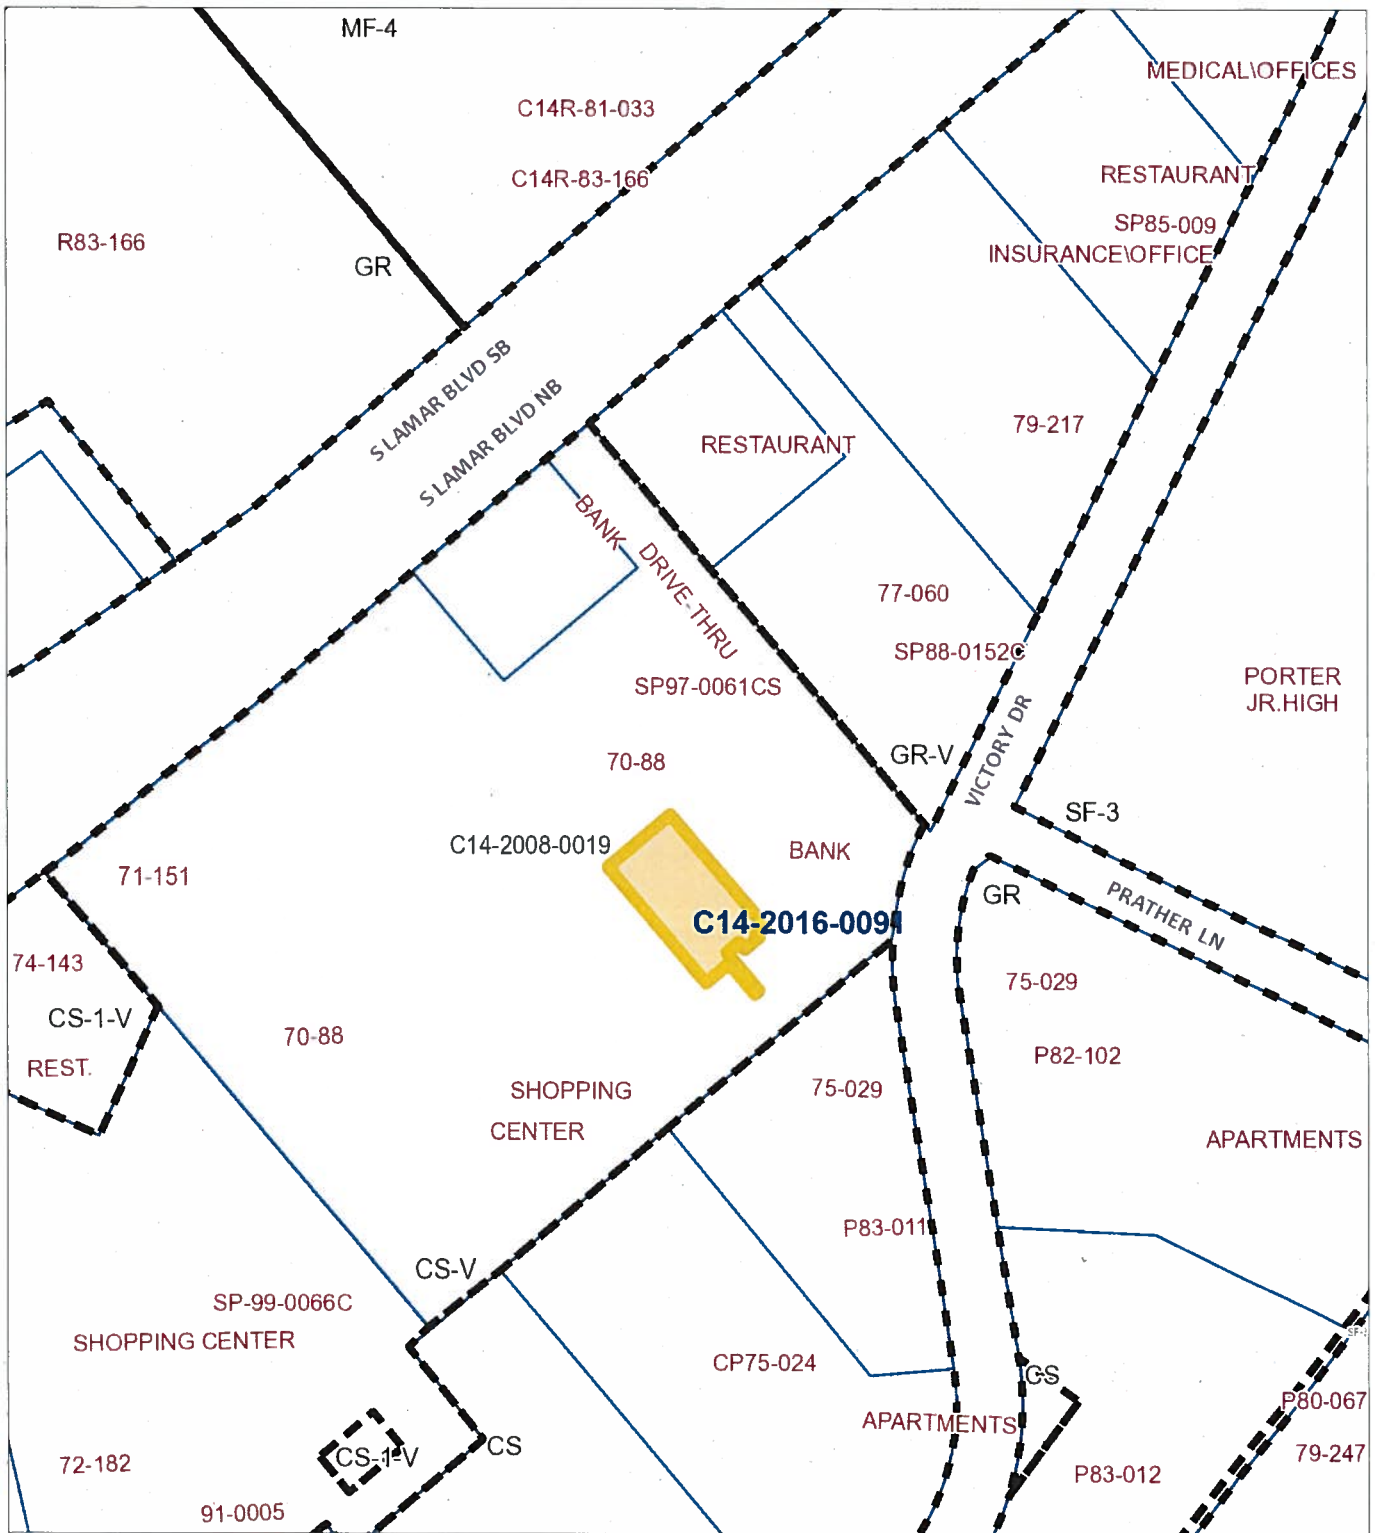 MF-4
MEDICAL\OFFICES
C14R-81-033
C14R-83-166
RESTAURANT
SP85-009
INSURANCE\OFFICE
R83-166
GR
S LAMAR BLVD SB
S LAMAR BLVD NB
79-217
RESTAURANT
BANK
DRIVE-THRU
77-060
SP88-0152C
SP97-0061CS
PORTER
JR.HIGH
VICTORY DR
GR-V
70-88
SF-3
C14-2008-0019
BANK
71-151
GR
PRATHER LN
C14-2016-0091
74-143
75-029
CS-1-V
70-88
P82-102
REST.
SHOPPING
CENTER
75-029
APARTMENTS
P83-011
CS-V
SP-99-0066C
SHOPPING CENTER
CP75-024
CS
P80-067
APARTMENTS
CS
CS-1-V
79-247
72-182
P83-012
91-0005